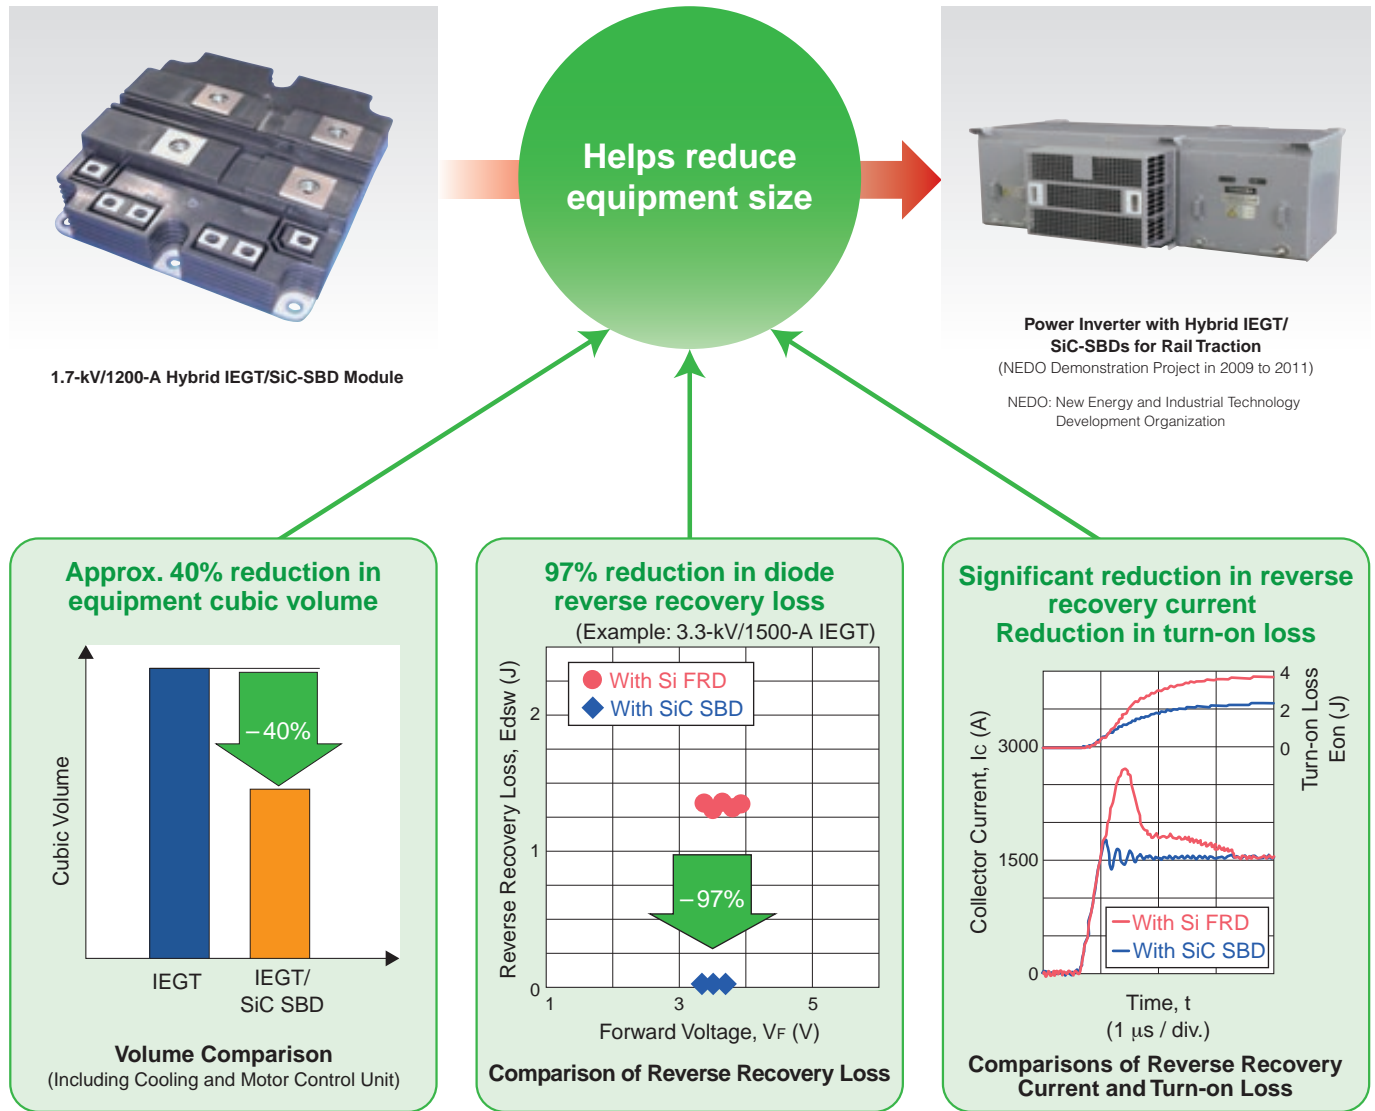 Helps reduce
equipment size
1.7-kV/1200-A Hybrid IEGT/SiC-SBD Module
Power Inverter with Hybrid IEGT/
SiC-SBDs for Rail Traction
(NEDO Demonstration Project in 2009 to 2011)
NEDO: New Energy and Industrial Technology
Development Organization
Approx. 40% reduction in
equipment cubic volume
Cubic Volume
–40%
IEGT
IEGT/
SiC SBD
Volume Comparison
(Including Cooling and Motor Control Unit)
97% reduction in diode
reverse recovery loss
(Example: 3.3-kV/1500-A IEGT)
Reverse Recovery Loss, Edsw (J)
With Si FRD
With SiC SBD
2
1
0
–97%
1
3
5
Forward Voltage, VF (V)
Comparison of Reverse Recovery Loss
Significant reduction in reverse
recovery current
Reduction in turn-on loss
Collector Current, IC (A)
3000
1500
0
4
2
0
Turn-on Loss
Eon (J)
With Si FRD
With SiC SBD
Time, t
(1 μs / div.)
Comparisons of Reverse Recovery
Current and Turn-on Loss